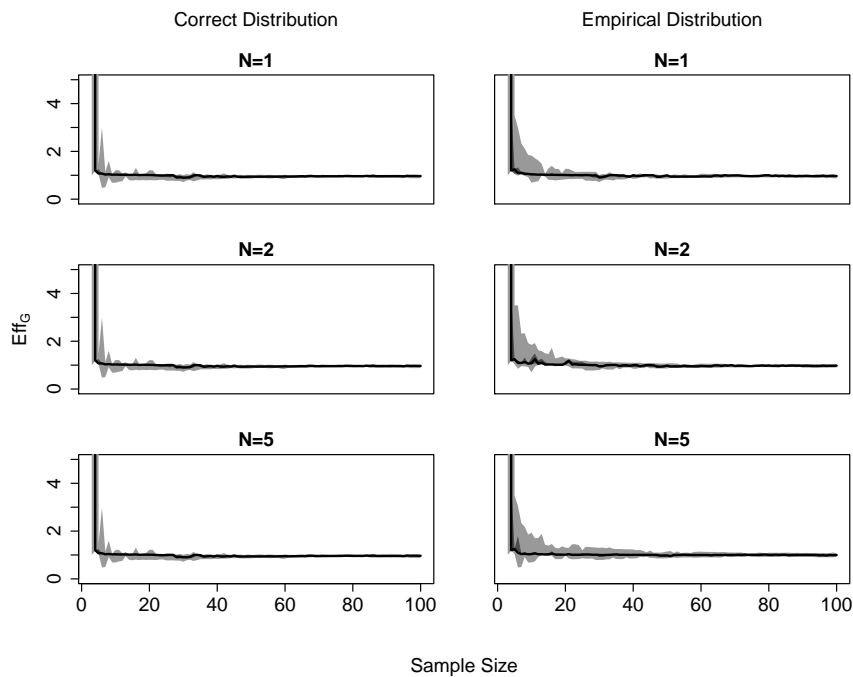 Correct Distribution Empirical Distribution
N=1 N=1
0 2 4
N=2 N=2
0 2 4
Eff_G
N=5 N=5
0 2 4
0 20 40 60 80 100 0 20 40 60 80 100
Sample Size